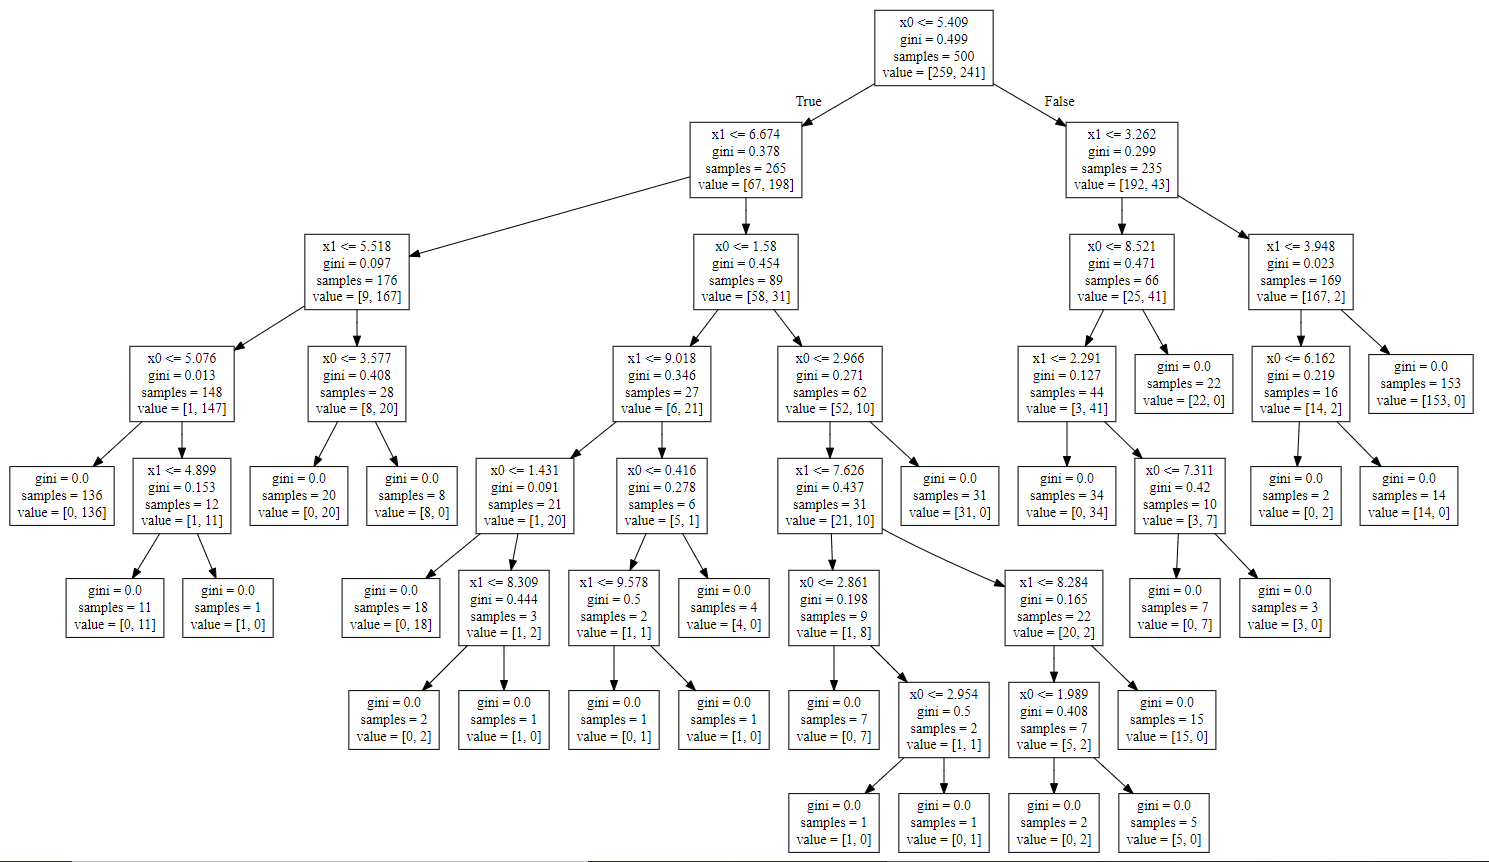 x0 <= 5.409
gini = 0.499
samples = 500
value = [259, 241]
True
False
x1 <= 6.674
gini = 0.378
samples = 265
value = [67, 198]
x1 <= 3.262
gini = 0.299
samples = 235
value = [192, 43]
x1 <= 5.518
gini = 0.097
samples = 176
value = [9, 167]
x0 <= 1.58
gini = 0.454
samples = 89
value = [58, 31]
x0 <= 8.521
gini = 0.471
samples = 66
value = [25, 41]
x1 <= 3.948
gini = 0.023
samples = 169
value = [167, 2]
x0 <= 5.076
gini = 0.013
samples = 148
value = [1, 147]
x0 <= 3.577
gini = 0.408
samples = 28
value = [8, 20]
x1 <= 9.018
gini = 0.346
samples = 27
value = [6, 21]
x0 <= 2.966
gini = 0.271
samples = 62
value = [52, 10]
x1 <= 2.291
gini = 0.127
samples = 44
value = [3, 41]
gini = 0.0
samples = 22
value = [22, 0]
x0 <= 6.162
gini = 0.219
samples = 16
value = [14, 2]
gini = 0.0
samples = 153
value = [153, 0]
gini = 0.0
samples = 136
value = [0, 136]
x1 <= 4.899
gini = 0.153
samples = 12
value = [1, 11]
gini = 0.0
samples = 20
value = [0, 20]
gini = 0.0
samples = 8
value = [8, 0]
x0 <= 1.431
gini = 0.091
samples = 21
value = [1, 20]
x0 <= 0.416
gini = 0.278
samples = 6
value = [5, 1]
x1 <= 7.626
gini = 0.437
samples = 31
value = [21, 10]
gini = 0.0
samples = 31
value = [31, 0]
gini = 0.0
samples = 34
value = [0, 34]
x0 <= 7.311
gini = 0.42
samples = 10
value = [3, 7]
gini = 0.0
samples = 2
value = [0, 2]
gini = 0.0
samples = 14
value = [14, 0]
gini = 0.0
samples = 11
value = [0, 11]
gini = 0.0
samples = 1
value = [1, 0]
gini = 0.0
samples = 18
value = [0, 18]
x1 <= 8.309
gini = 0.444
samples = 3
value = [1, 2]
x1 <= 9.578
gini = 0.5
samples = 2
value = [1, 1]
gini = 0.0
samples = 4
value = [4, 0]
x0 <= 2.861
gini = 0.198
samples = 9
value = [1, 8]
x1 <= 8.284
gini = 0.165
samples = 22
value = [20, 2]
gini = 0.0
samples = 7
value = [0, 7]
gini = 0.0
samples = 3
value = [3, 0]
gini = 0.0
samples = 2
value = [0, 2]
gini = 0.0
samples = 1
value = [1, 0]
gini = 0.0
samples = 1
value = [0, 1]
gini = 0.0
samples = 1
value = [1, 0]
gini = 0.0
samples = 7
value = [0, 7]
x0 <= 2.954
gini = 0.5
samples = 2
value = [1, 1]
x0 <= 1.989
gini = 0.408
samples = 7
value = [5, 2]
gini = 0.0
samples = 15
value = [15, 0]
gini = 0.0
samples = 1
value = [1, 0]
gini = 0.0
samples = 1
value = [0, 1]
gini = 0.0
samples = 2
value = [0, 2]
gini = 0.0
samples = 5
value = [5, 0]